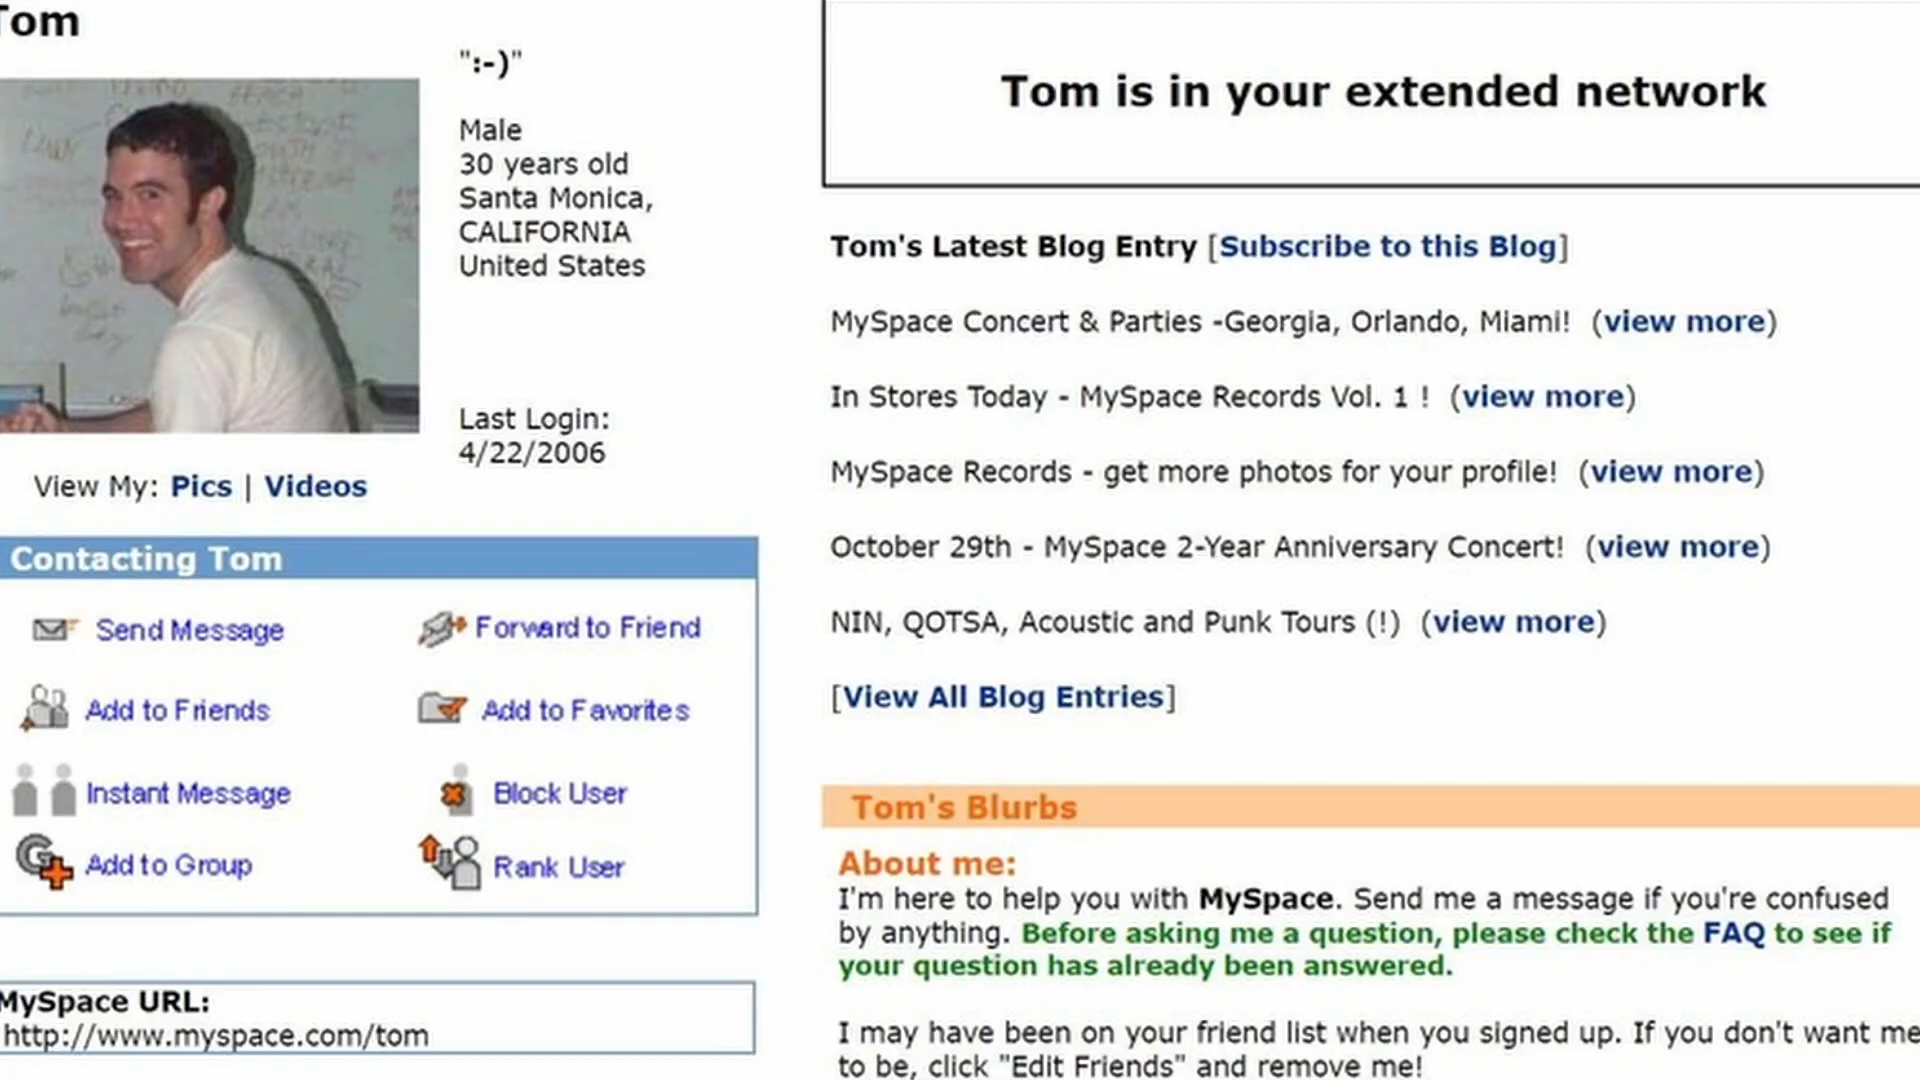 Tom
":-)"
Male
30 years old
Santa Monica,
CALIFORNIA
United States
Last Login:
4/22/2006
View My: Pics | Videos
Contacting Tom
Send Message
Forward to Friend
Add to Friends
Add to Favorites
Instant Message
Block User
Add to Group
Rank User
MySpace URL:
http://www.myspace.com/tom
Tom is in your extended network
Tom's Latest Blog Entry [Subscribe to this Blog]
MySpace Concert & Parties -Georgia, Orlando, Miami! (view more)
In Stores Today - MySpace Records Vol. 1 ! (view more)
MySpace Records - get more photos for your profile! (view more)
October 29th - MySpace 2-Year Anniversary Concert! (view more)
NIN, QOTSA, Acoustic and Punk Tours (!) (view more)
[View All Blog Entries]
Tom's Blurbs
About me:
I'm here to help you with MySpace. Send me a message if you're confused
by anything. Before asking me a question, please check the FAQ to see if
your question has already been answered.
I may have been on your friend list when you signed up. If you don't want me
to be, click "Edit Friends" and remove me!